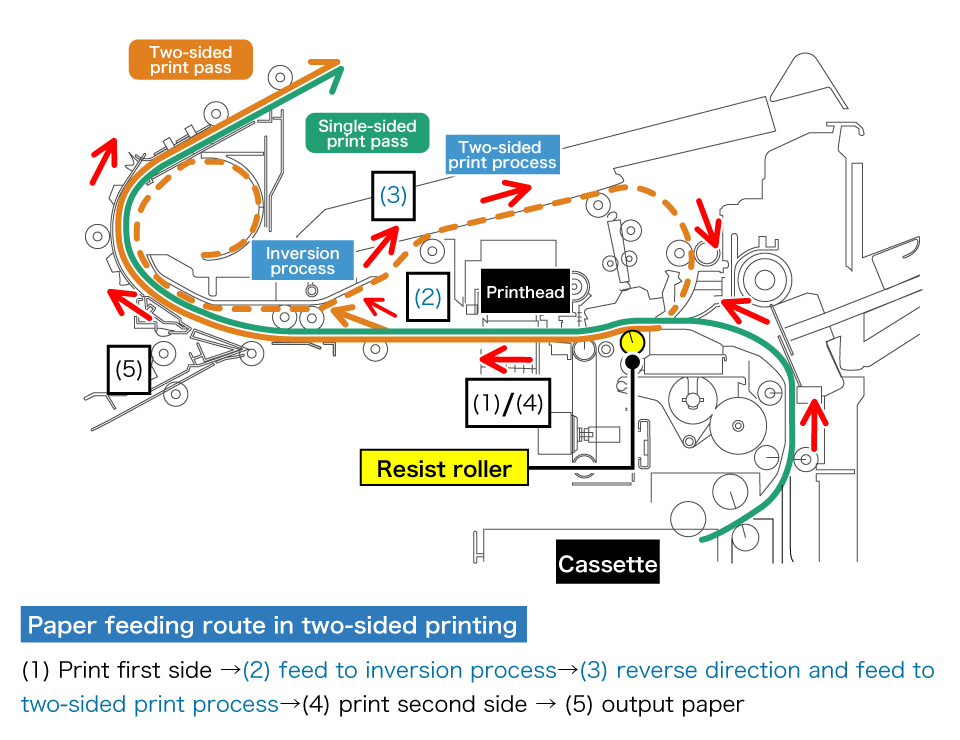 Two-sided
print pass
Single-sided
print pass
Two-sided
print process
(3)
Inversion
process
(2)
Printhead
(5)
(1)/(4)
Resist roller
Cassette
Paper feeding route in two-sided printing
(1) Print first side →(2) feed to inversion process→(3) reverse direction and feed to
two-sided print process→(4) print second side → (5) output paper